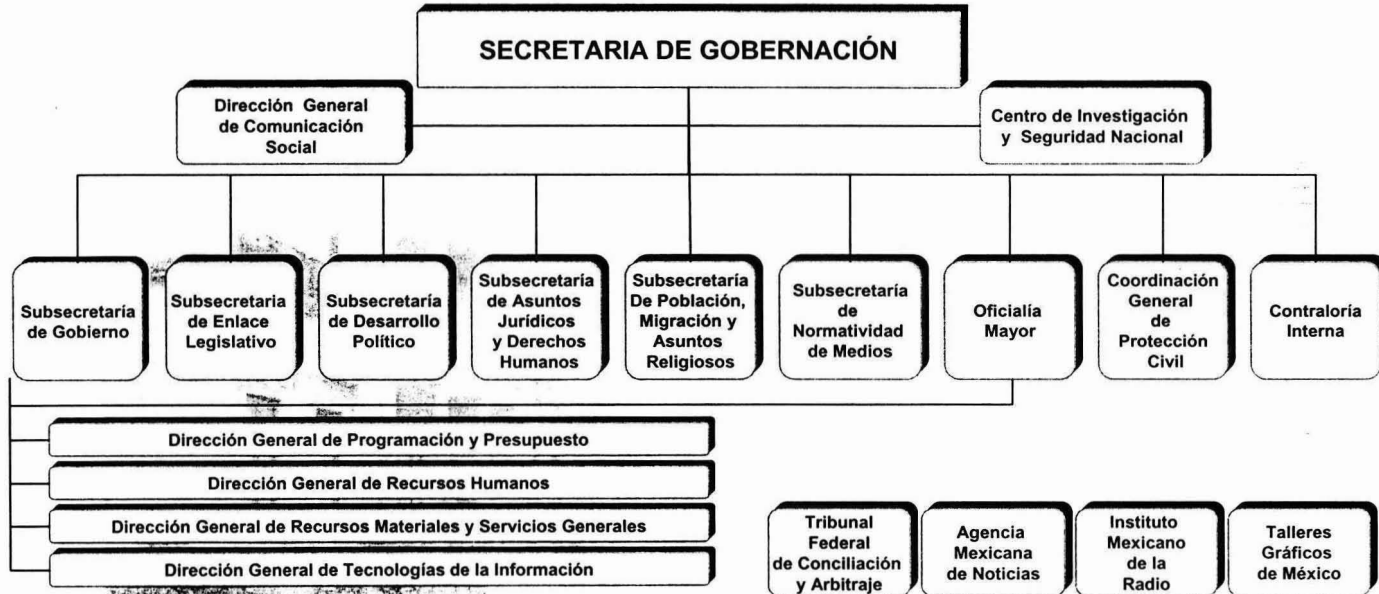 SECRETARIA DE GOBERNACIÓN
Dirección General
de Comunicación
Social
Centro de Investigación
y Seguridad Nacional
Subsecretaría
de Gobierno
Subsecretaria
de Enlace
Legislativo
Subsecretaría
de Desarrollo
Político
Subsecretaría
de Asuntos
Jurídicos
y Derechos
Humanos
Subsecretaría
De Población,
Migración y
Asuntos
Religiosos
Subsecretaría
de
Normatividad
de Medios
Oficialía
Mayor
Coordinación
General
de
Protección
Civil
Contraloría
Interna
Dirección General de Programación y Presupuesto
Dirección General de Recursos Humanos
Dirección General de Recursos Materiales y Servicios Generales
Dirección General de Tecnologías de la Información
Tribunal
Federal
de Conciliación
y Arbitraje
Agencia
Mexicana
de Noticias
Instituto
Mexicano
de la
Radio
Talleres
Gráficos
de México